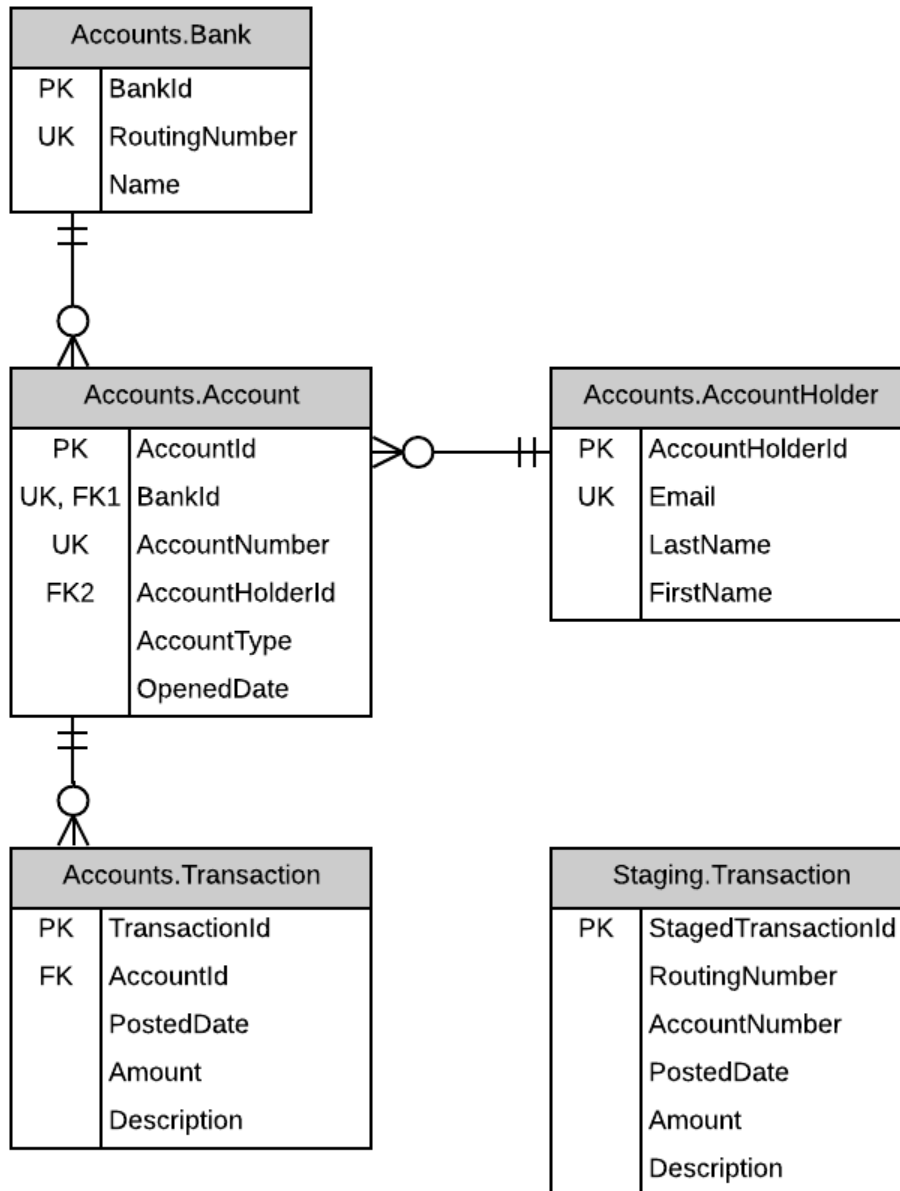 Accounts.Bank
PK BankId
UK RoutingNumber
Name
Accounts.Account
PK AccountId
UK, FK1 BankId
UK AccountNumber
FK2 AccountHolderId
AccountType
OpenedDate
Accounts.AccountHolder
PK AccountHolderId
UK Email
LastName
FirstName
Accounts.Transaction
PK TransactionId
FK AccountId
PostedDate
Amount
Description
Staging.Transaction
PK StagedTransactionId
RoutingNumber
AccountNumber
PostedDate
Amount
Description